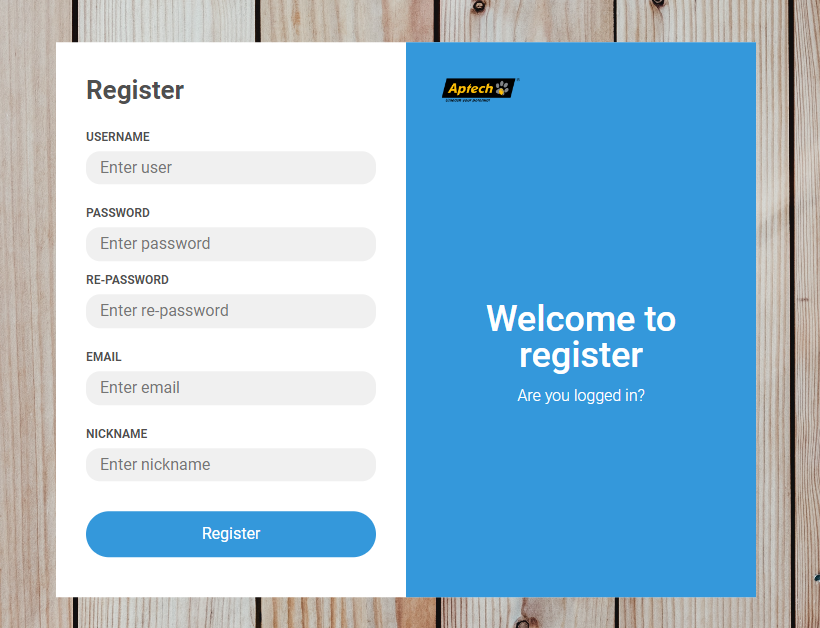 Register
USERNAME
Enter user
PASSWORD
Enter password
RE-PASSWORD
Enter re-password
EMAIL
Enter email
NICKNAME
Enter nickname
Register
Aptech
Welcome to
register
Are you logged in?